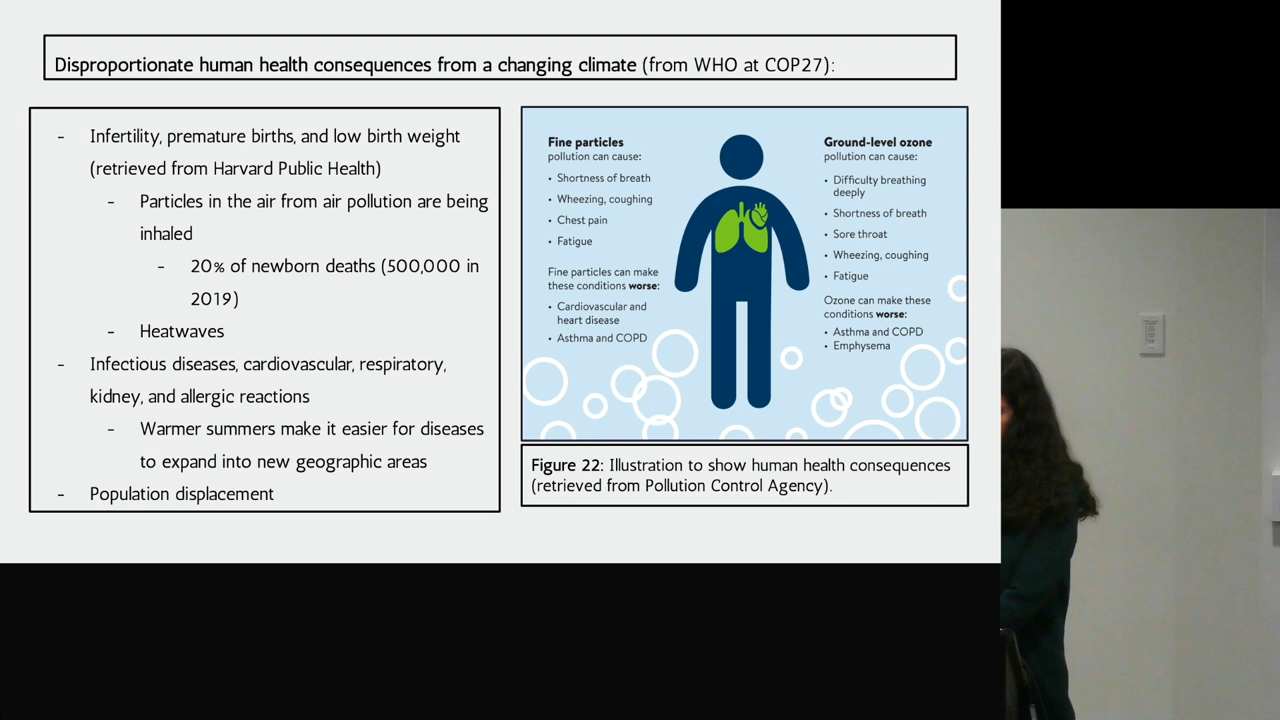 Disproportionate human health consequences from a changing climate (from WHO at COP27):
- Infertility, premature births, and low birth weight
(retrieved from Harvard Public Health)
- Particles in the air from air pollution are being
inhaled
- 20% of newborn deaths (500,000 in
2019)
- Heatwaves
- Infectious diseases, cardiovascular, respiratory,
kidney, and allergic reactions
- Warmer summers make it easier for diseases
to expand into new geographic areas
- Population displacement
Fine particles
pollution can cause:
• Shortness of breath
• Wheezing, coughing
• Chest pain
• Fatigue
Fine particles can make
these conditions worse:
• Cardiovascular and
heart disease
• Asthma and COPD
Ground-level ozone
pollution can cause:
• Difficulty breathing
deeply
• Shortness of breath
• Sore throat
• Wheezing, coughing
• Fatigue
Ozone can make these
conditions worse:
• Asthma and COPD
• Emphysema
Figure 22: Illustration to show human health consequences
(retrieved from Pollution Control Agency).